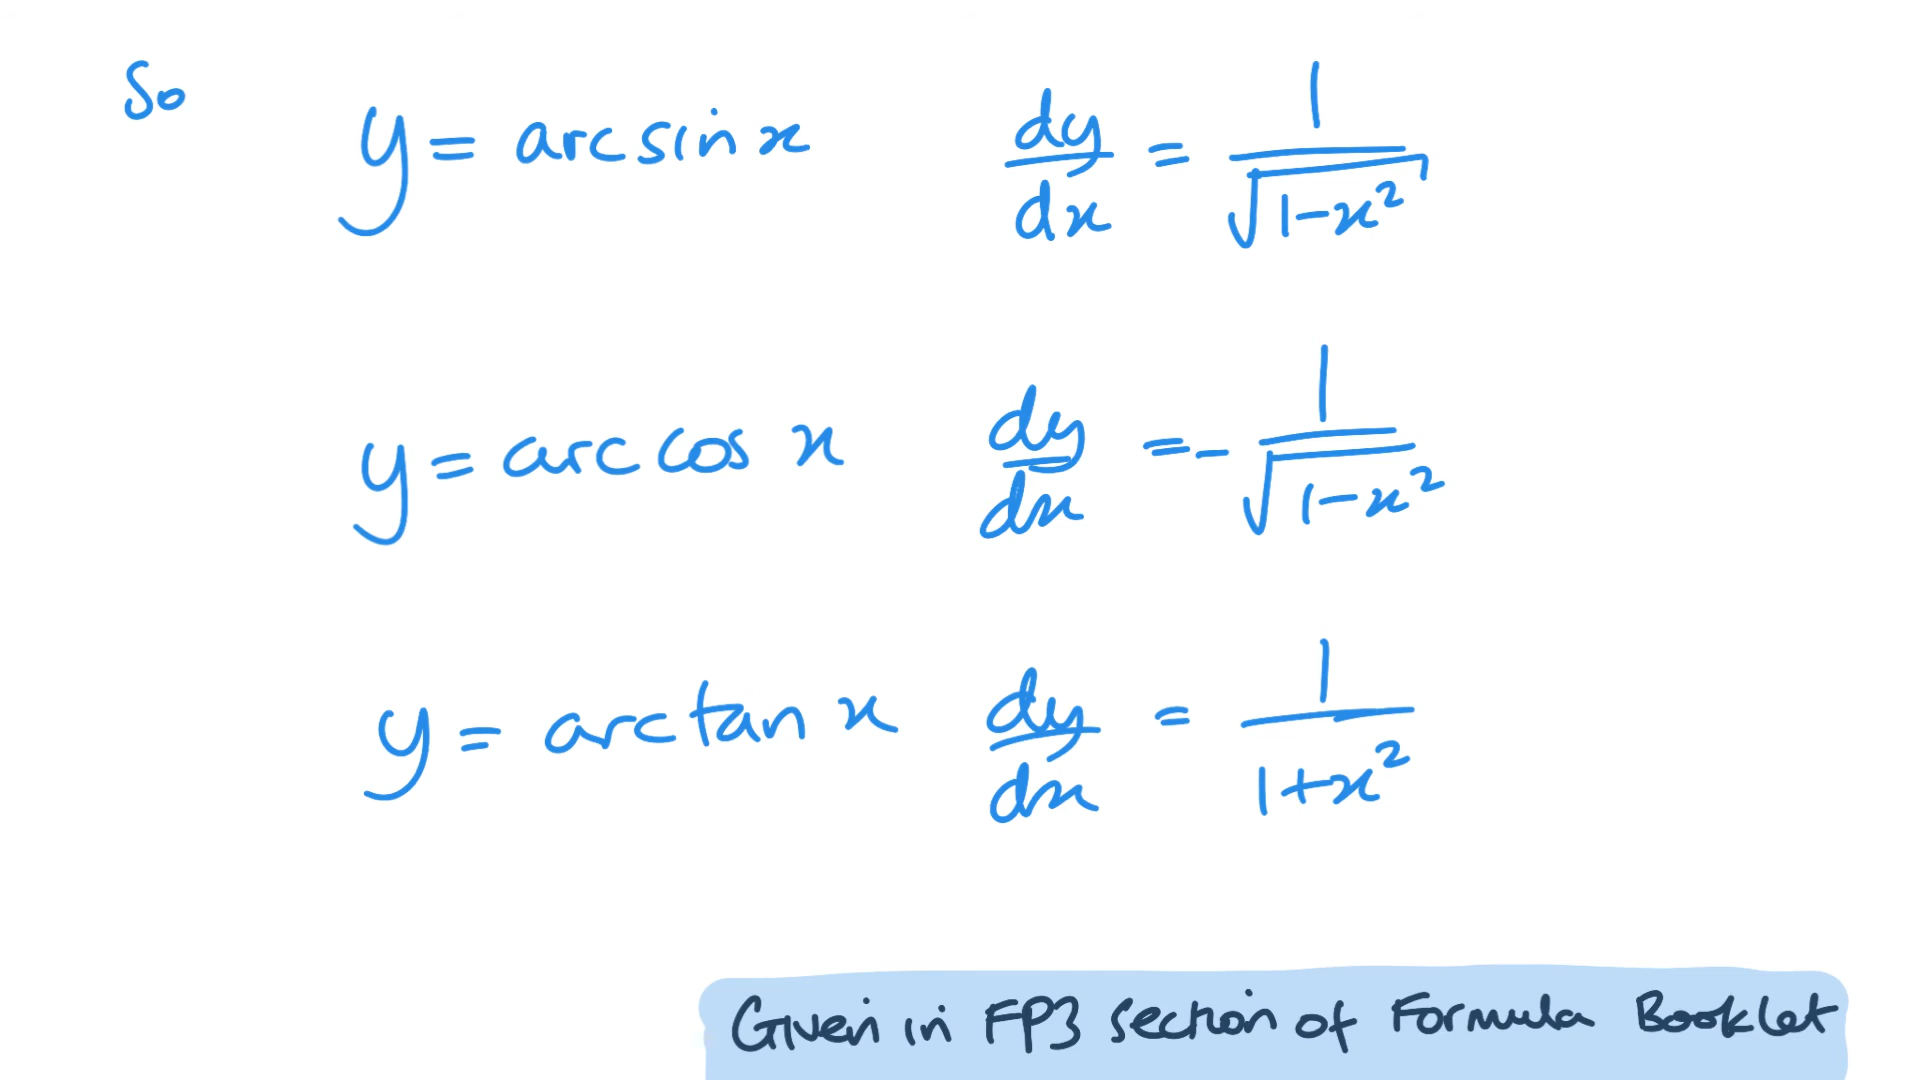 So
y = arcsin x dy/dx = 1/√(1-x²)
y = arccos x dy/dx = -1/√(1-x²)
y = arctan x dy/dx = 1/(1+x²)
Given in FP3 section of Formula Booklet